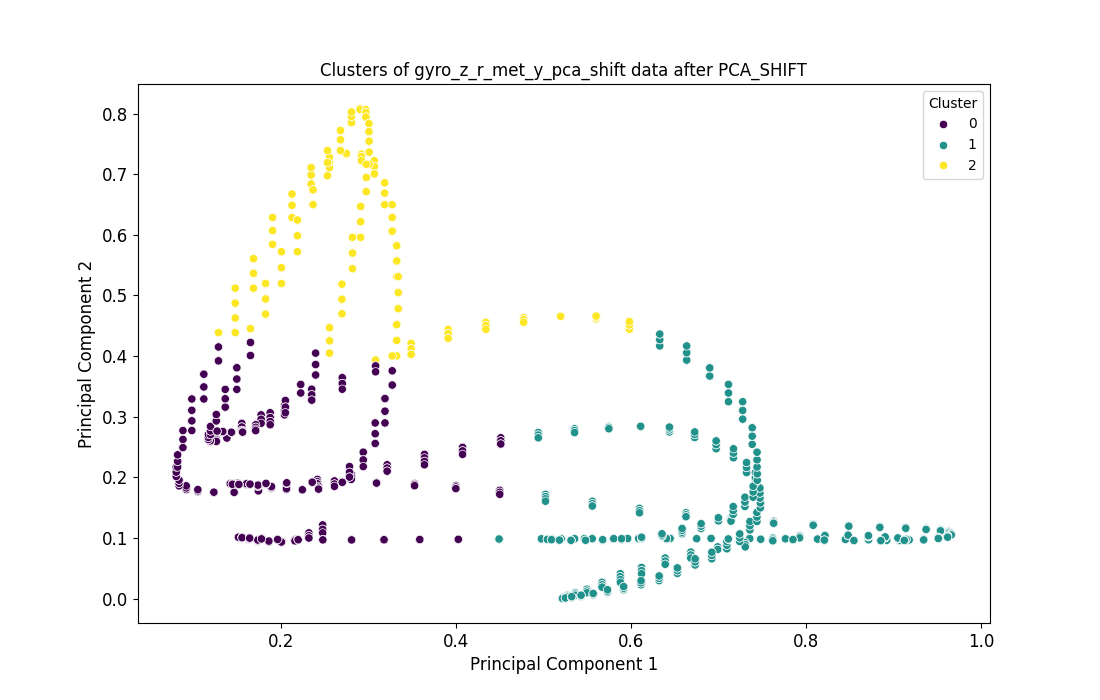 Clusters of gyro_z_r_met_y_pca_shift data after PCA_SHIFT
Cluster
0
1
2
Principal Component 2
0.8
0.7
0.6
0.5
0.4
0.3
0.2
0.1
0.0
0.2 0.4 0.6 0.8 1.0
Principal Component 1